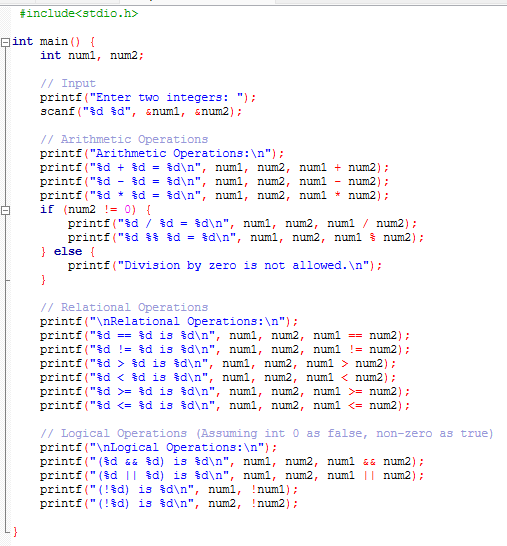 #include<stdio.h>
int main() {
int num1, num2;
// Input
printf("Enter two integers: ");
scanf("%d %d", &num1, &num2);
// Arithmetic Operations
printf("Arithmetic Operations:\n");
printf("%d + %d = %d\n", num1, num2, num1 + num2);
printf("%d - %d = %d\n", num1, num2, num1 - num2);
printf("%d * %d = %d\n", num1, num2, num1 * num2);
if (num2 != 0) {
printf("%d / %d = %d\n", num1, num2, num1 / num2);
printf("%d %% %d = %d\n", num1, num2, num1 % num2);
} else {
printf("Division by zero is not allowed.\n");
}
// Relational Operations
printf("\nRelational Operations:\n");
printf("%d == %d is %d\n", num1, num2, num1 == num2);
printf("%d != %d is %d\n", num1, num2, num1 != num2);
printf("%d > %d is %d\n", num1, num2, num1 > num2);
printf("%d < %d is %d\n", num1, num2, num1 < num2);
printf("%d >= %d is %d\n", num1, num2, num1 >= num2);
printf("%d <= %d is %d\n", num1, num2, num1 <= num2);
// Logical Operations (Assuming int 0 as false, non-zero as true)
printf("\nLogical Operations:\n");
printf("(%d && %d) is %d\n", num1, num2, num1 && num2);
printf("(%d || %d) is %d\n", num1, num2, num1 || num2);
printf("(!%d) is %d\n", num1, !num1);
printf("(!%d) is %d\n", num2, !num2);
}